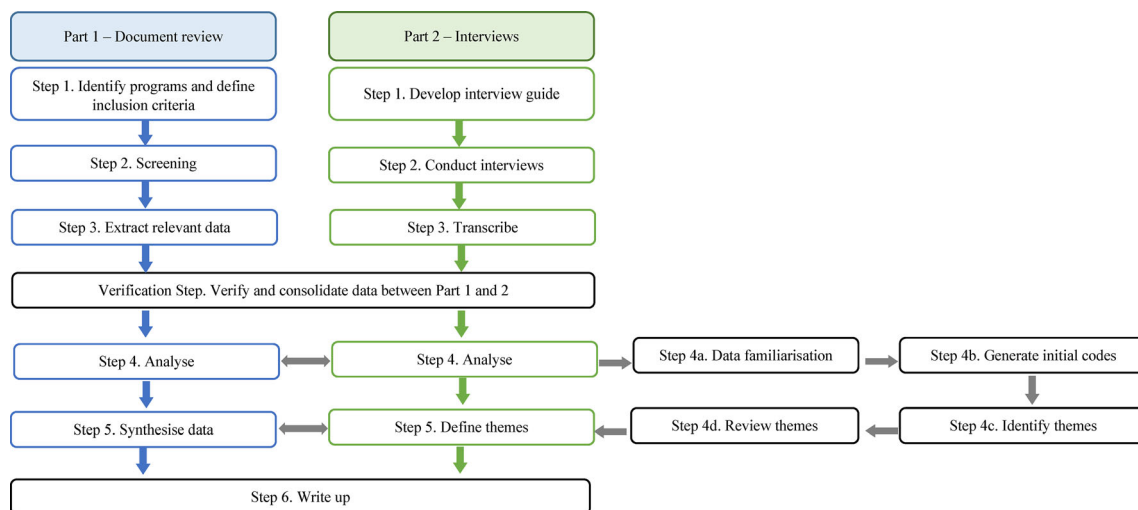 Part 1 – Document review
Part 2 – Interviews
Step 1. Identify programs and define
inclusion criteria
Step 1. Develop interview guide
Step 2. Screening
Step 2. Conduct interviews
Step 3. Extract relevant data
Step 3. Transcribe
Verification Step. Verify and consolidate data between Part 1 and 2
Step 4. Analyse
Step 4. Analyse
Step 4a. Data familiarisation
Step 4b. Generate initial codes
Step 5. Synthesise data
Step 5. Define themes
Step 4d. Review themes
Step 4c. Identify themes
Step 6. Write up